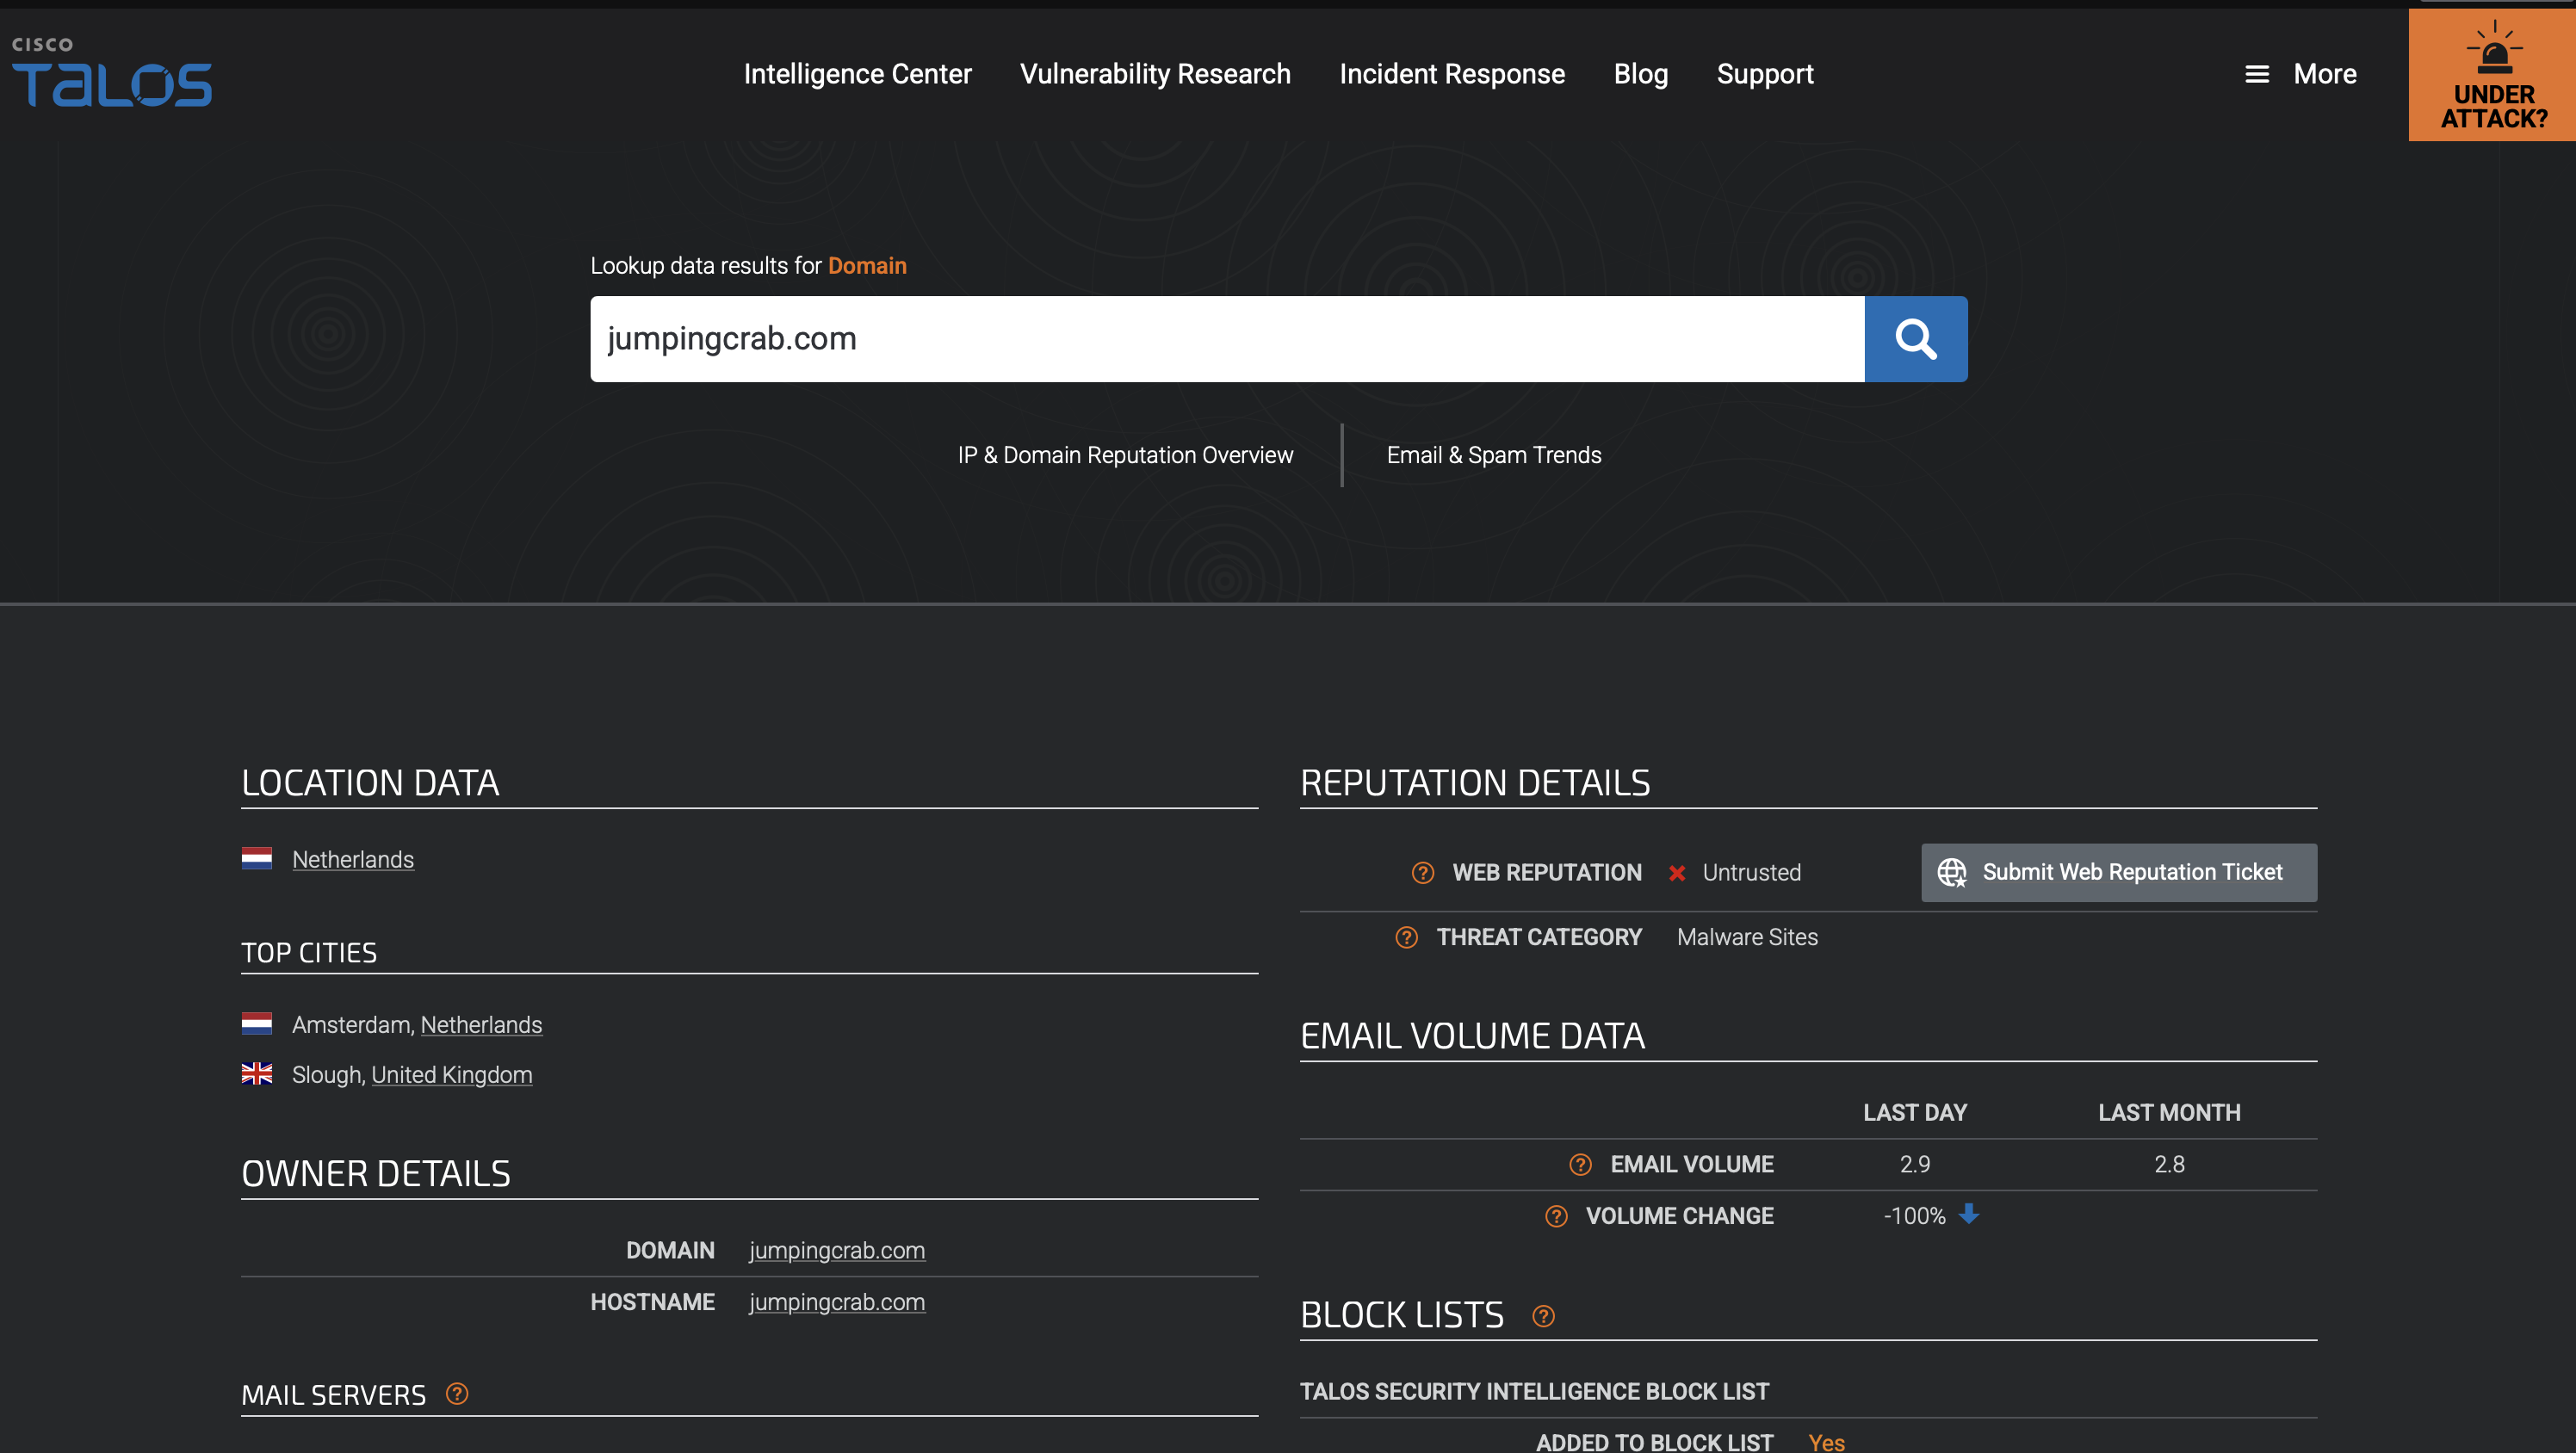 CISCO
TALOS
Intelligence Center
Vulnerability Research
Incident Response
Blog
Support
More
UNDER
ATTACK?
Lookup data results for Domain
jumpingcrab.com
IP & Domain Reputation Overview
Email & Spam Trends
LOCATION DATA
Netherlands
TOP CITIES
Amsterdam, Netherlands
Slough, United Kingdom
OWNER DETAILS
DOMAIN jumpingcrab.com
HOSTNAME jumpingcrab.com
MAIL SERVERS ?
REPUTATION DETAILS
? WEB REPUTATION Untrusted
Submit Web Reputation Ticket
? THREAT CATEGORY Malware Sites
EMAIL VOLUME DATA
LAST DAY LAST MONTH
? EMAIL VOLUME 2.9 2.8
? VOLUME CHANGE -100%
BLOCK LISTS ?
TALOS SECURITY INTELLIGENCE BLOCK LIST
ADDED TO BLOCK LIST Yes